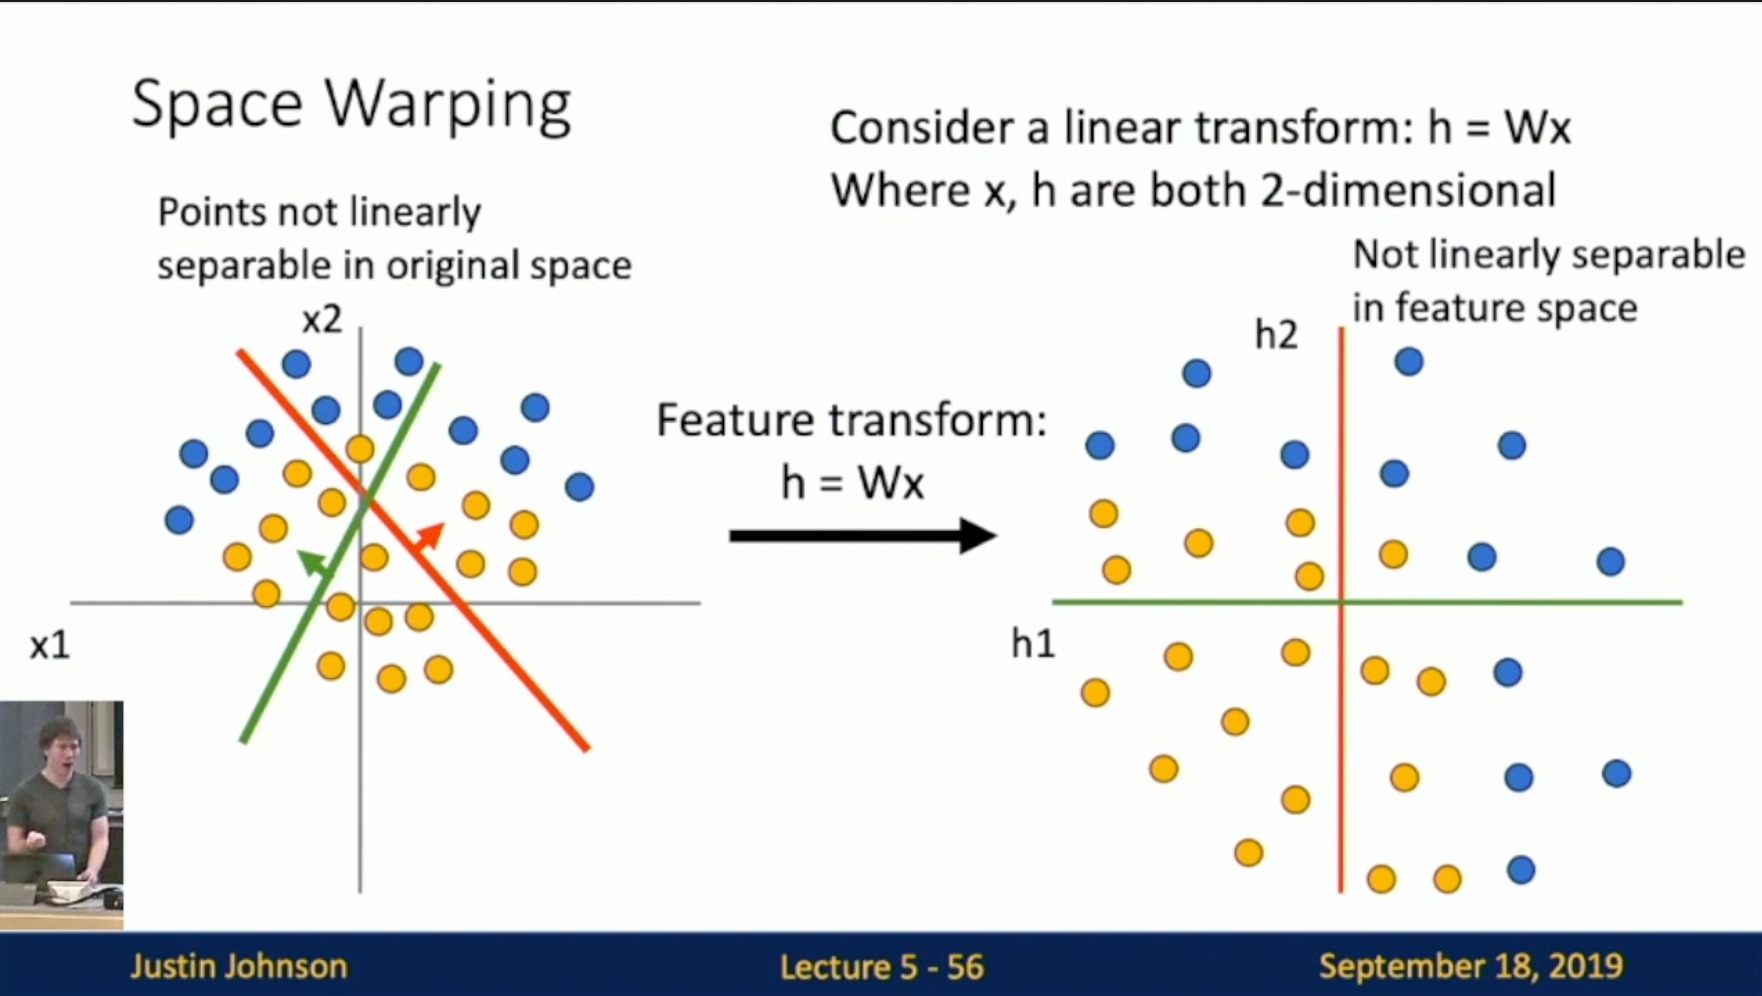 Space Warping
Consider a linear transform: h = Wx
Where x, h are both 2-dimensional
Points not linearly
separable in original space
Not linearly separable
in feature space
x2
h2
Feature transform:
h = Wx
x1
h1
Justin Johnson
Lecture 5 - 56
September 18, 2019